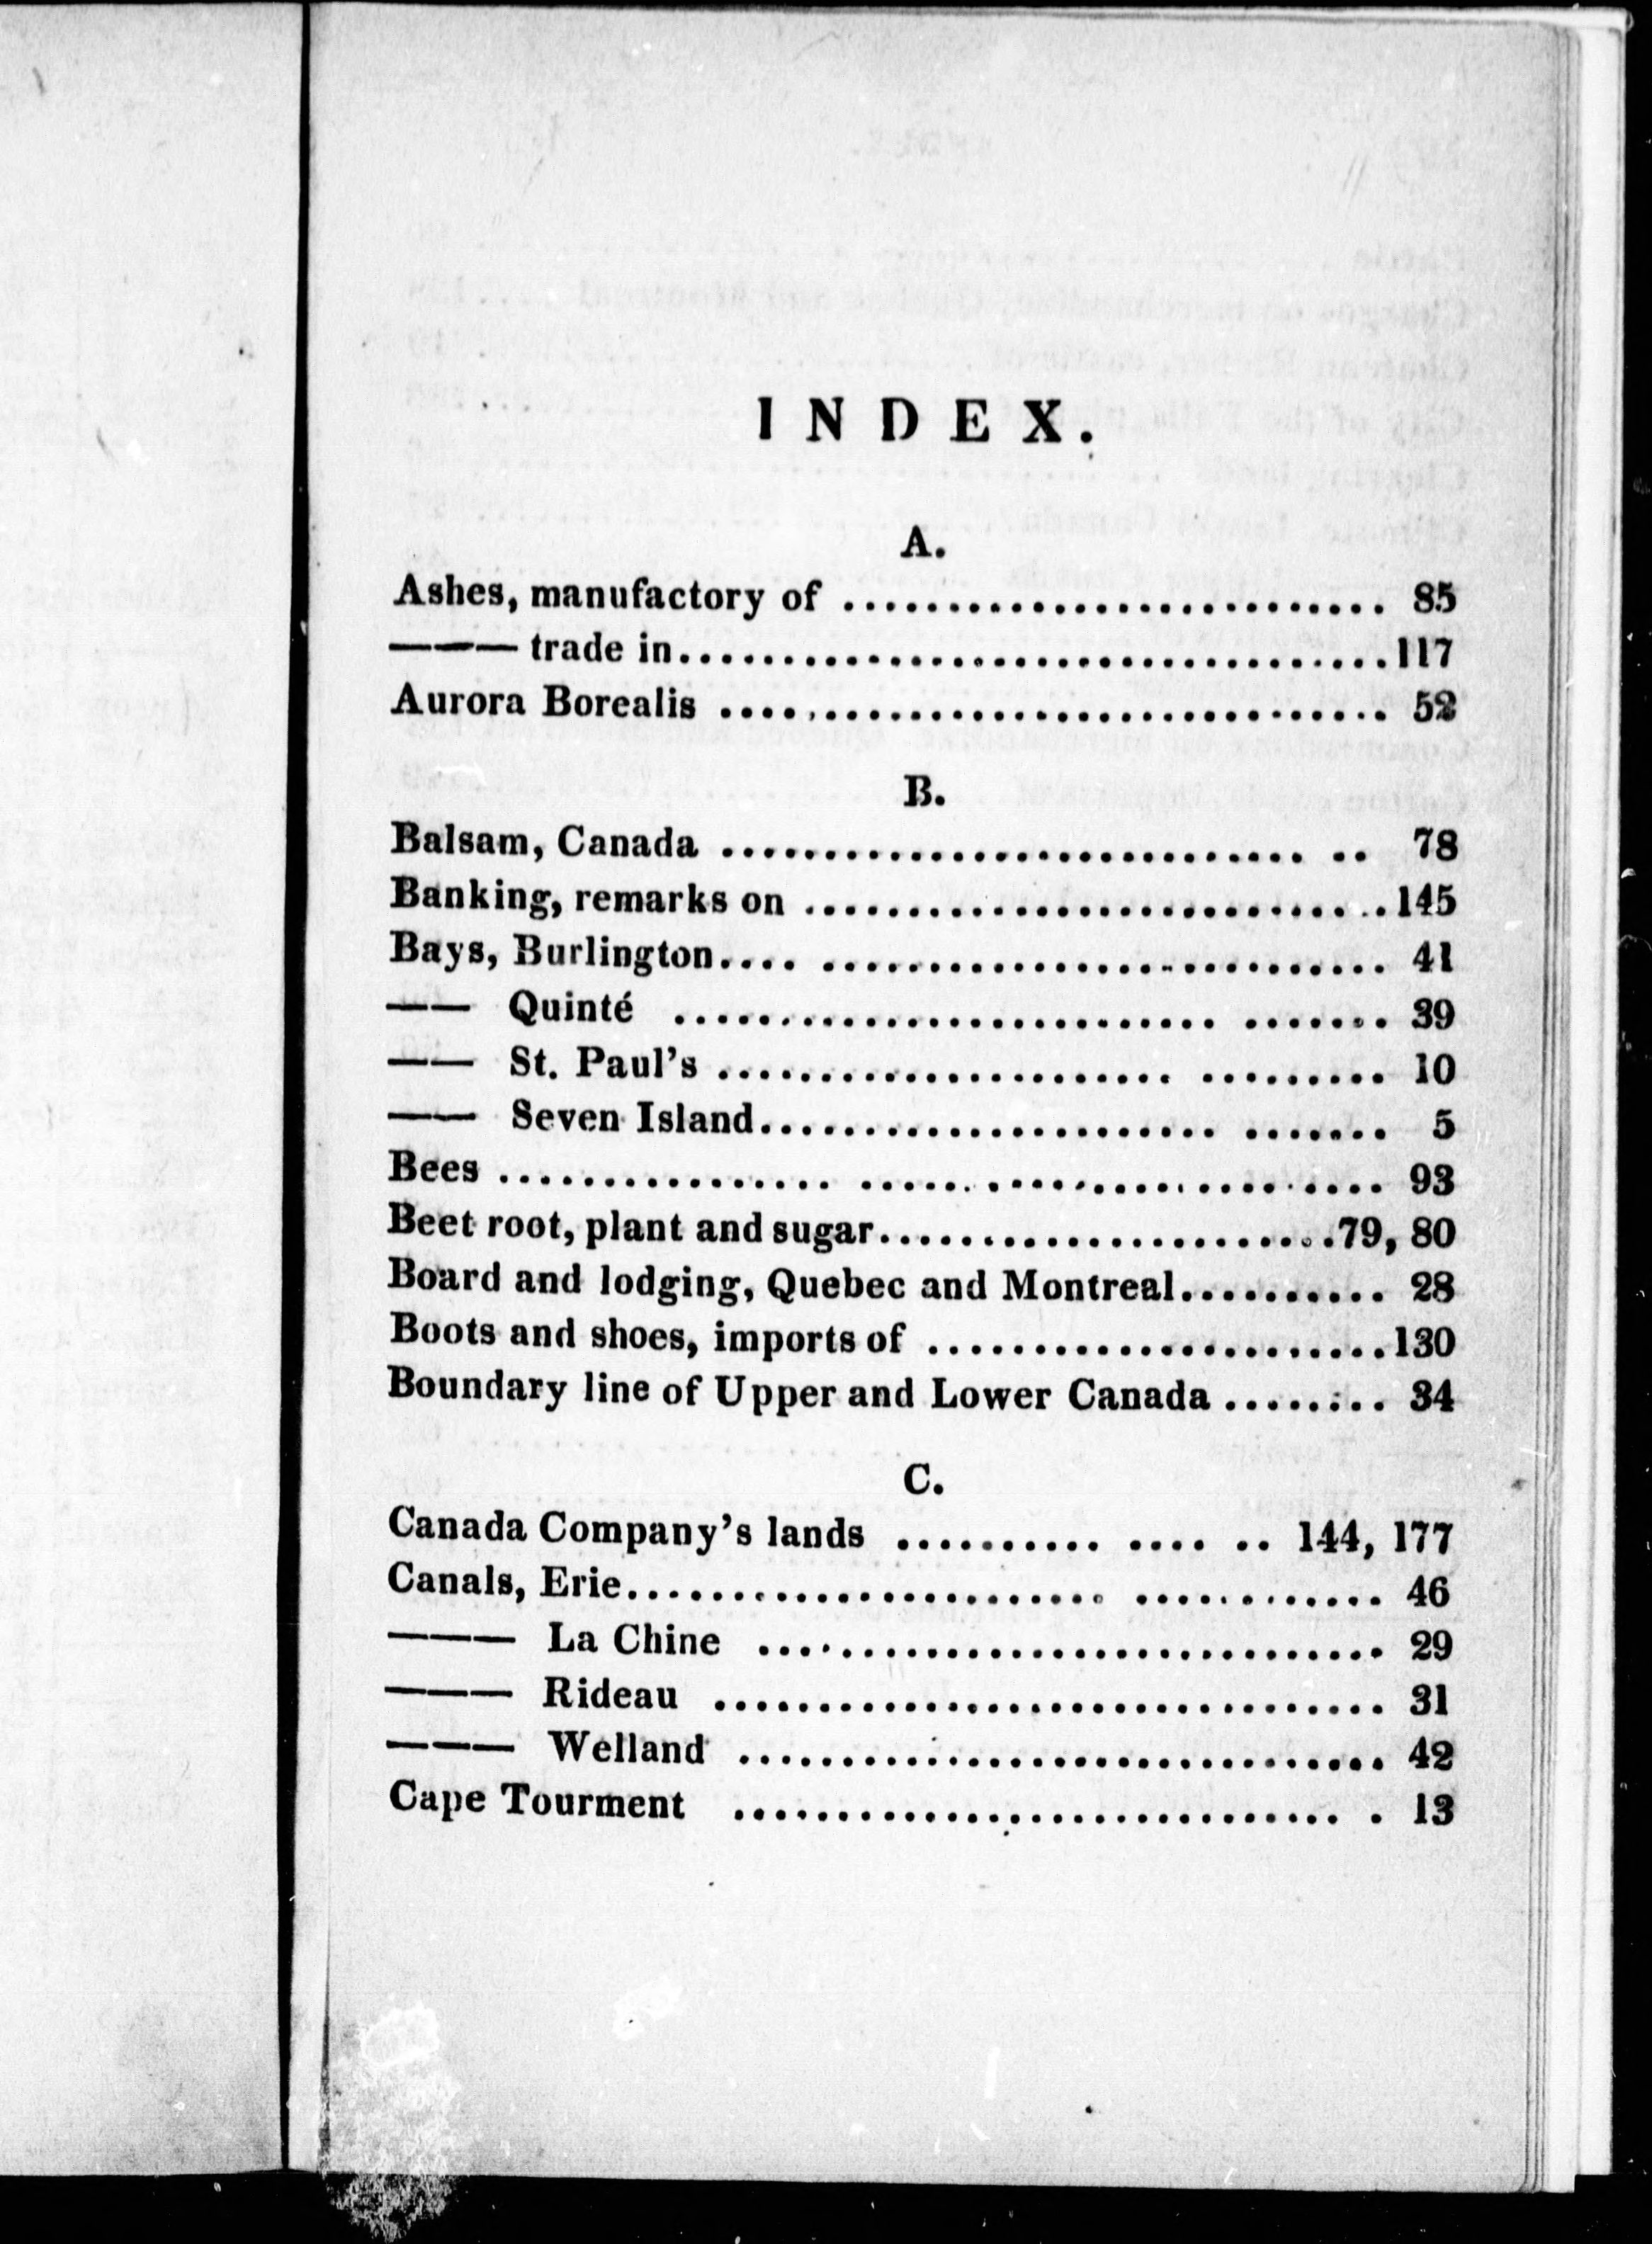 INDEX.
A.
Ashes, manufactory of .......................... 85
——— trade in..................................117
Aurora Borealis ................................ 52
B.
Balsam, Canada ............................ .. 78
Banking, remarks on ............................145
Bays, Burlington.... ........................... 41
—— Quinté .......................... ....... 39
—— St. Paul's ...................... ......... 10
—— Seven Island...................... ....... 5
Bees ................ ......................... 93
Beet root, plant and sugar......................79, 80
Board and lodging, Quebec and Montreal.......... 28
Boots and shoes, imports of ......................130
Boundary line of Upper and Lower Canada ........ 34
C.
Canada Company's lands .......... .... .. 144, 177
Canals, Erie....................... ............ 46
——— La Chine .............................. 29
——— Rideau ................................ 31
——— Welland ............................... 42
Cape Tourment ............................. . 13